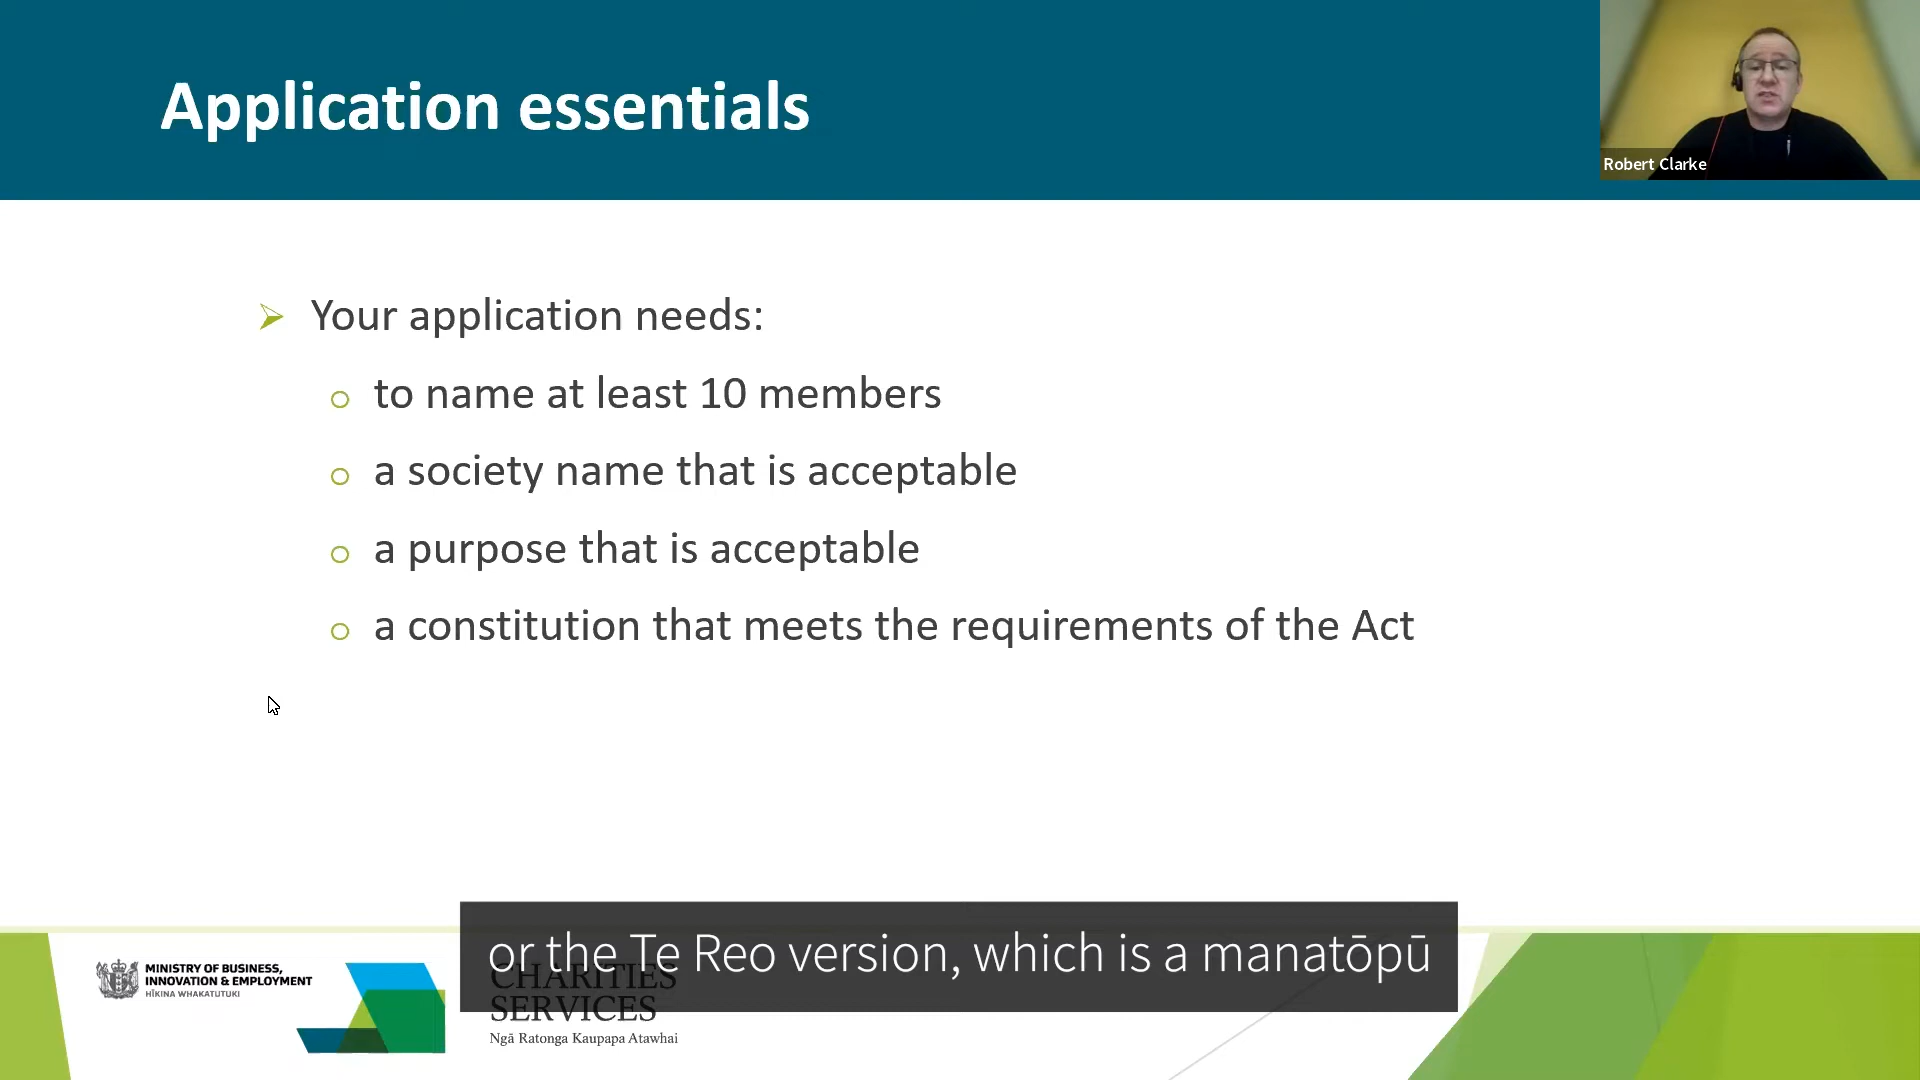 Application essentials
Robert Clarke
Your application needs:
to name at least 10 members
a society name that is acceptable
a purpose that is acceptable
a constitution that meets the requirements of the Act
or the Te Reo version, which is a manatōpū
MINISTRY OF BUSINESS,
INNOVATION & EMPLOYMENT
HĪKINA WHAKATUTUKI
CHARITIES
SERVICES
Ngā Ratonga Kaupapa Atawhai